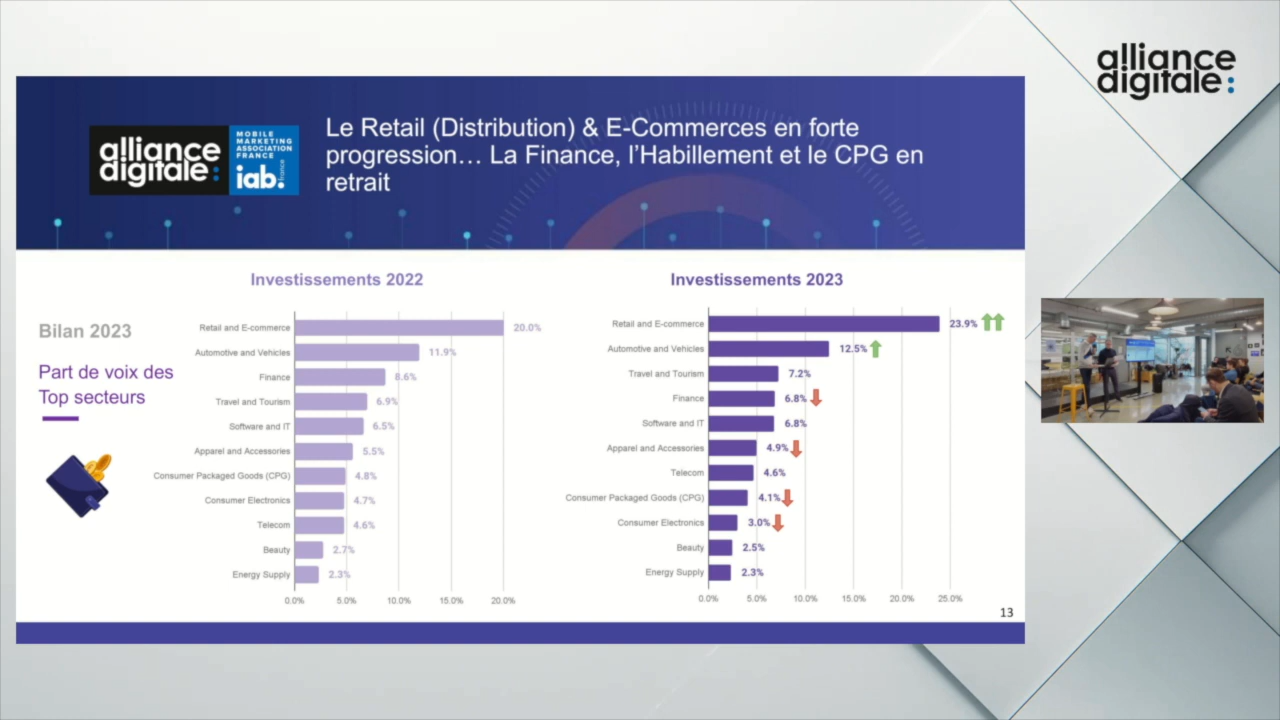 alliance
digitale:
alliance
digitale:
MOBILE
MARKETING
ASSOCIATION
FRANCE
iab.
france
Le Retail (Distribution) & E-Commerces en forte
progression… La Finance, l’Habillement et le CPG en
retrait
Bilan 2023
Part de voix des
Top secteurs
Investissements 2022
Retail and E-commerce 20.0%
Automotive and Vehicles 11.9%
Finance 8.6%
Travel and Tourism 6.9%
Software and IT 6.5%
Apparel and Accessories 5.5%
Consumer Packaged Goods (CPG) 4.8%
Consumer Electronics 4.7%
Telecom 4.6%
Beauty 2.7%
Energy Supply 2.3%
0.0% 5.0% 10.0% 15.0% 20.0%
Investissements 2023
Retail and E-commerce 23.9%
Automotive and Vehicles 12.5%
Travel and Tourism 7.2%
Finance 6.8%
Software and IT 6.8%
Apparel and Accessories 4.9%
Telecom 4.6%
Consumer Packaged Goods (CPG) 4.1%
Consumer Electronics 3.0%
Beauty 2.5%
Energy Supply 2.3%
0.0% 5.0% 10.0% 15.0% 20.0% 25.0%
13